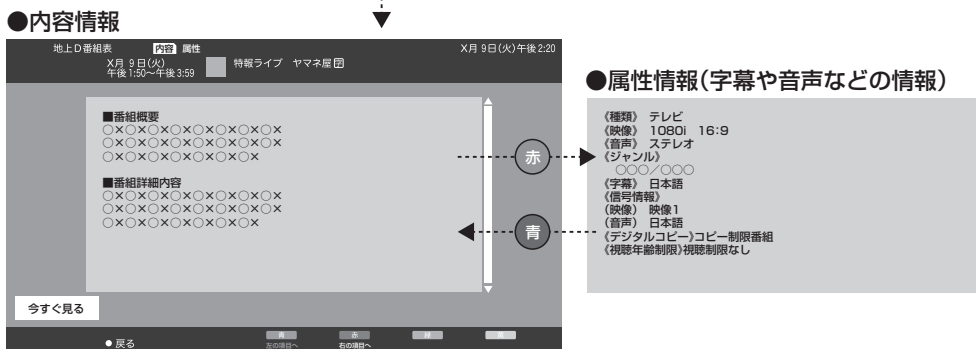 ●内容情報
地上D番組表 内容 属性 X月 9日(火)午後2:20
X月 9日(火) 特報ライブ ヤマネ屋字
午後1:50～午後3:59
■番組概要
○×○×○×○×○×○×○×
○×○×○×○×○×○×○×
○×○×○×○×○×○×
■番組詳細内容
○×○×○×○×○×○×○×
○×○×○×○×○×○×○×
○×○×○×○×○×○×
今すぐ見る
●戻る
青 赤 緑 黄
左の項目へ 右の項目へ
赤
青
●属性情報(字幕や音声などの情報)
《種類》 テレビ
《映像》 1080i 16:9
《音声》 ステレオ
《ジャンル》
○○○／○○○
《字幕》 日本語
《信号情報》
(映像) 映像1
(音声) 日本語
《デジタルコピー》コピー制限番組
《視聴年齢制限》視聴制限なし